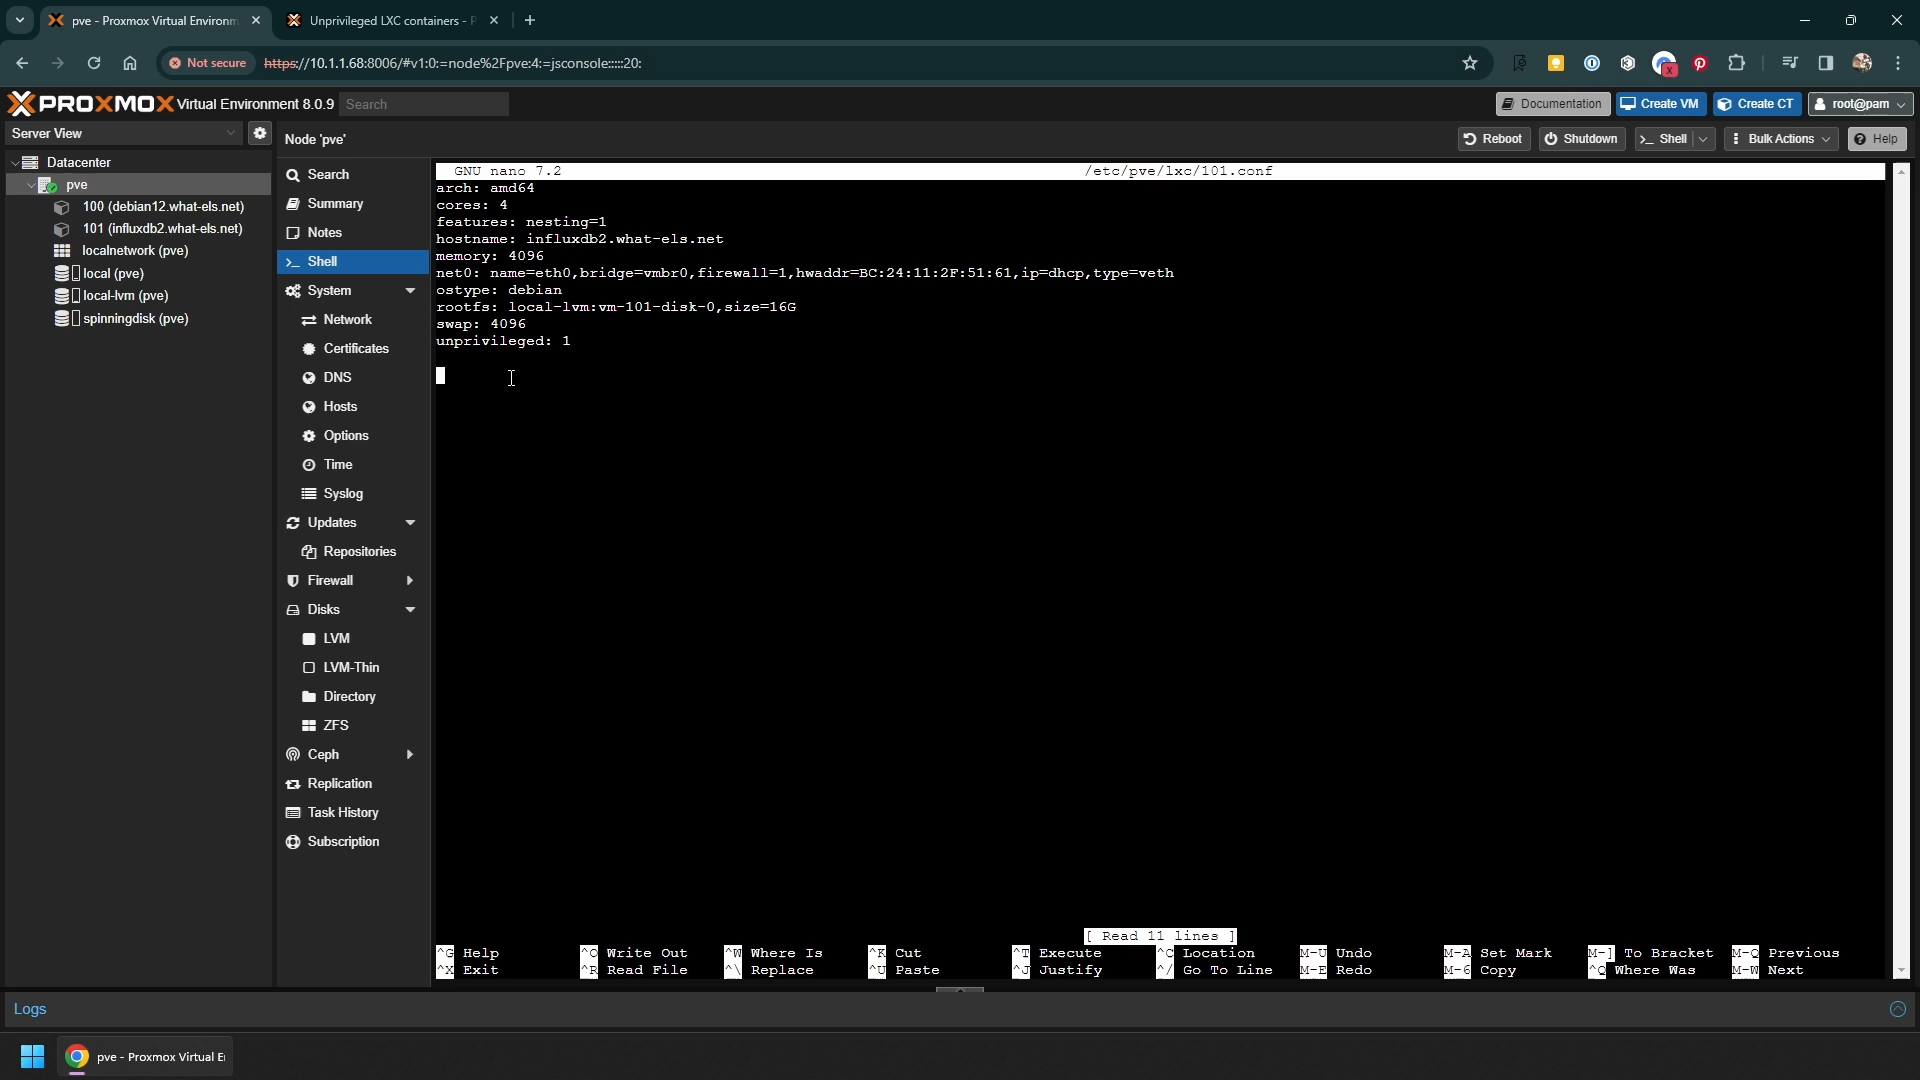 pve - Proxmox Virtual Environm
Unprivileged LXC containers - P
Not secure
https://10.1.1.68:8006/#v1:0:=node%2Fpve:4:=jsconsole:::::20:
PROXMOX Virtual Environment 8.0.9
Search
Documentation
Create VM
Create CT
root@pam
Server View
Node 'pve'
Reboot
Shutdown
Shell
Bulk Actions
Help
Datacenter
pve
100 (debian12.what-els.net)
101 (influxdb2.what-els.net)
localnetwork (pve)
local (pve)
local-lvm (pve)
spinningdisk (pve)
Search
Summary
Notes
Shell
System
Network
Certificates
DNS
Hosts
Options
Time
Syslog
Updates
Repositories
Firewall
Disks
LVM
LVM-Thin
Directory
ZFS
Ceph
Replication
Task History
Subscription
GNU nano 7.2 /etc/pve/lxc/101.conf
arch: amd64
cores: 4
features: nesting=1
hostname: influxdb2.what-els.net
memory: 4096
net0: name=eth0,bridge=vmbr0,firewall=1,hwaddr=BC:24:11:2F:51:61,ip=dhcp,type=veth
ostype: debian
rootfs: local-lvm:vm-101-disk-0,size=16G
swap: 4096
unprivileged: 1
[ Read 11 lines ]
^G Help ^O Write Out ^W Where Is ^K Cut ^T Execute ^C Location M-U Undo M-A Set Mark M-] To Bracket M-Q Previous
^X Exit ^R Read File ^\ Replace ^U Paste ^J Justify ^/ Go To Line M-E Redo M-6 Copy ^Q Where Was M-W Next
Logs
pve - Proxmox Virtual E